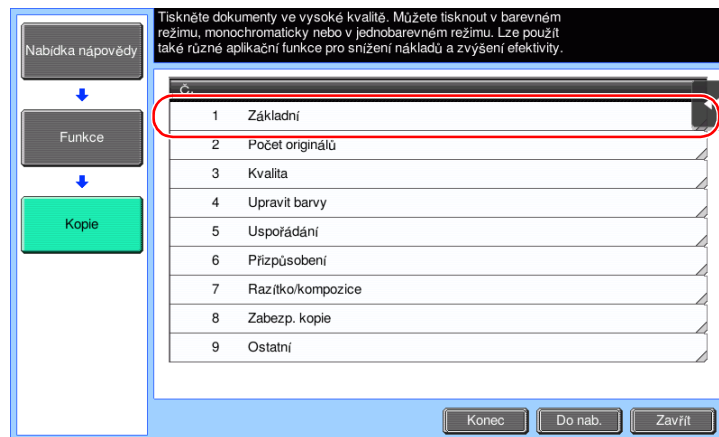 Tiskněte dokumenty ve vysoké kvalitě. Můžete tisknout v barevném
režimu, monochromaticky nebo v jednobarevném režimu. Lze použít
také různé aplikační funkce pro snížení nákladů a zvýšení efektivity.
Nabídka nápovědy
Funkce
Kopie
Č.
1 Základní
2 Počet originálů
3 Kvalita
4 Upravit barvy
5 Uspořádání
6 Přizpůsobení
7 Razítko/kompozice
8 Zabezp. kopie
9 Ostatní
Konec Do nab. Zavřít